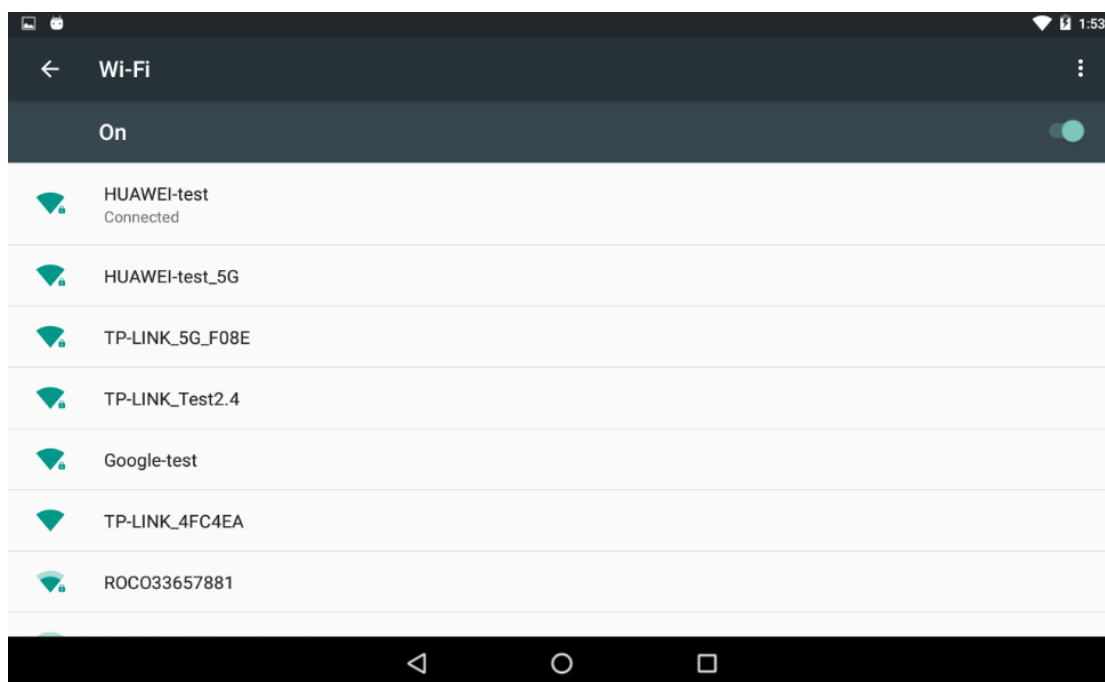 1:53
Wi-Fi
On
HUAWEI-test
Connected
HUAWEI-test_5G
TP-LINK_5G_F08E
TP-LINK_Test2.4
Google-test
TP-LINK_4FC4EA
ROCO33657881